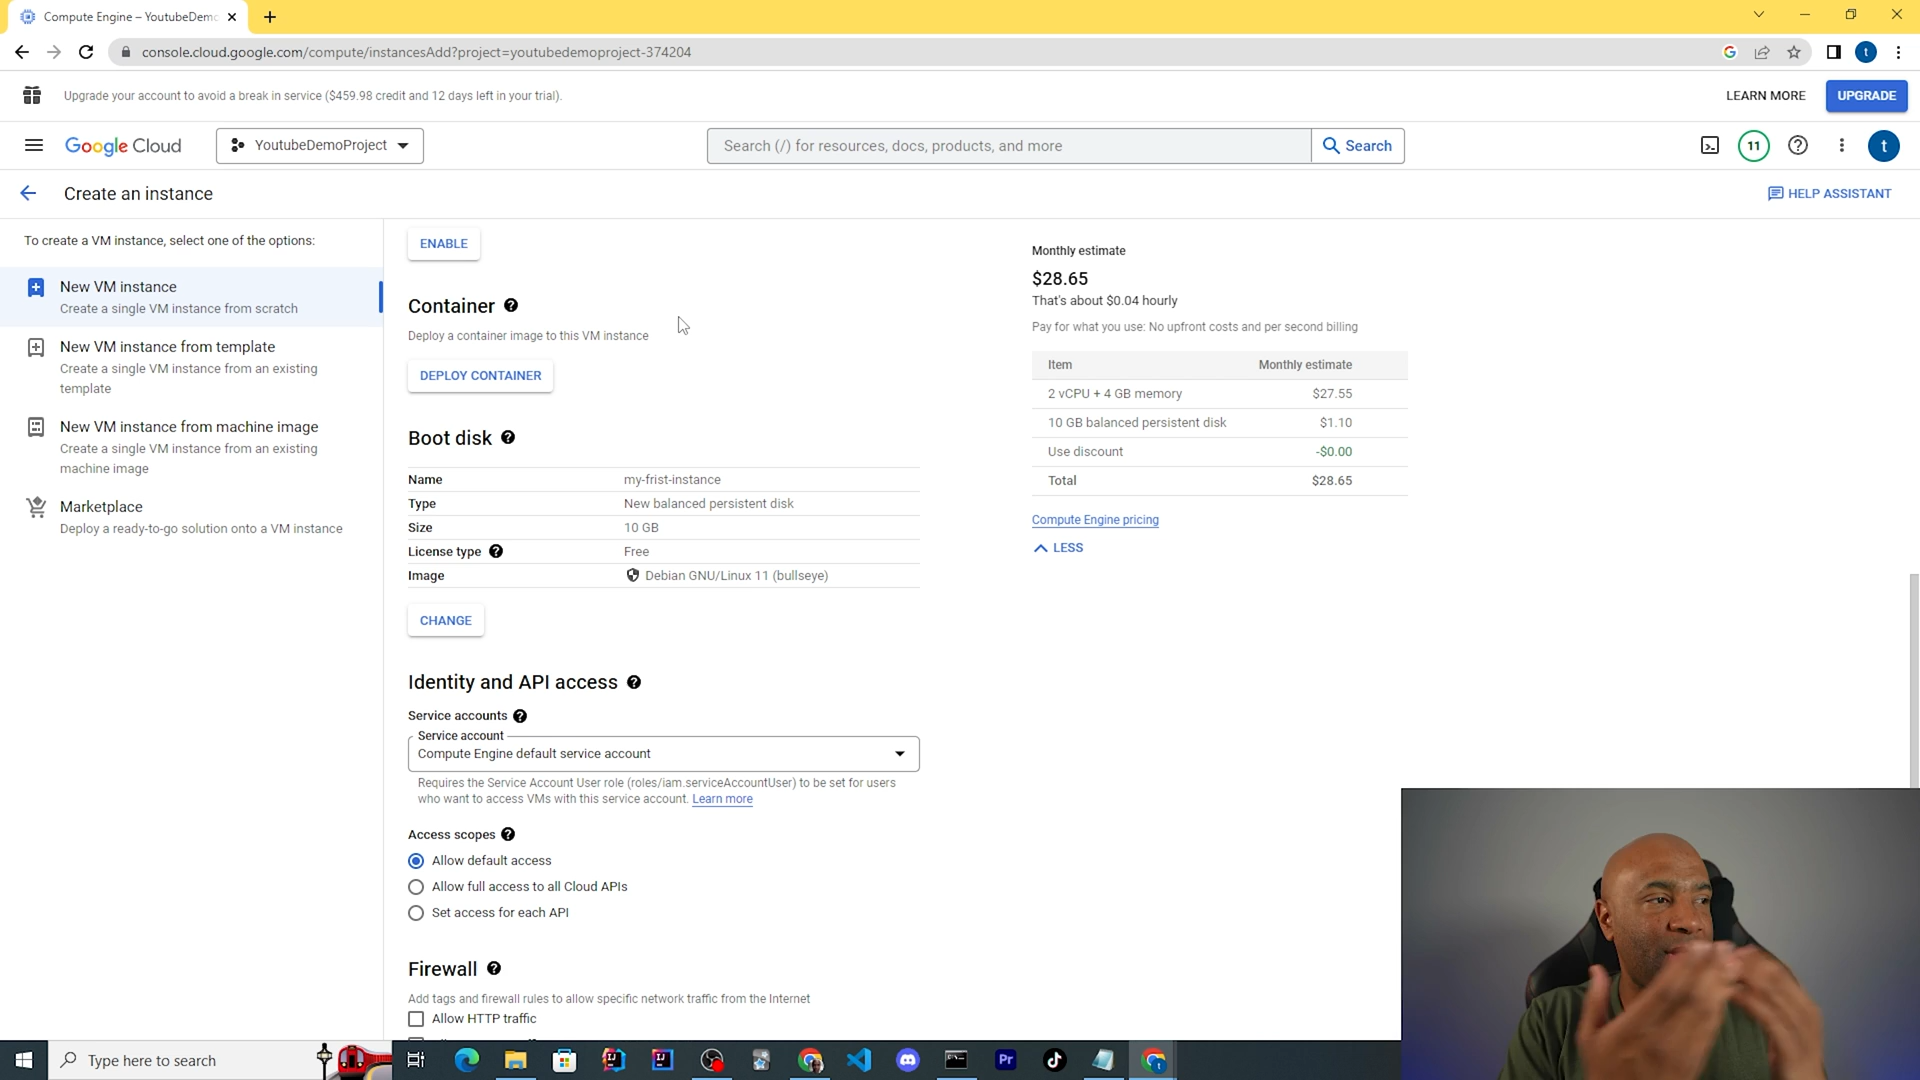 Compute Engine – YoutubeDemo
console.cloud.google.com/compute/instancesAdd?project=youtubedemoproject-374204
t
Upgrade your account to avoid a break in service ($459.98 credit and 12 days left in your trial).
LEARN MORE
UPGRADE
Google Cloud
YoutubeDemoProject
Search (/) for resources, docs, products, and more
Search
11
t
Create an instance
HELP ASSISTANT
To create a VM instance, select one of the options:
New VM instance
Create a single VM instance from scratch
New VM instance from template
Create a single VM instance from an existing
template
New VM instance from machine image
Create a single VM instance from an existing
machine image
Marketplace
Deploy a ready-to-go solution onto a VM instance
ENABLE
Container
Deploy a container image to this VM instance
DEPLOY CONTAINER
Boot disk
Name my-frist-instance
Type New balanced persistent disk
Size 10 GB
License type Free
Image Debian GNU/Linux 11 (bullseye)
CHANGE
Identity and API access
Service accounts
Service account
Compute Engine default service account
Requires the Service Account User role (roles/iam.serviceAccountUser) to be set for users
who want to access VMs with this service account. Learn more
Access scopes
Allow default access
Allow full access to all Cloud APIs
Set access for each API
Firewall
Add tags and firewall rules to allow specific network traffic from the Internet
Allow HTTP traffic
Monthly estimate
$28.65
That's about $0.04 hourly
Pay for what you use: No upfront costs and per second billing
Item Monthly estimate
2 vCPU + 4 GB memory $27.55
10 GB balanced persistent disk $1.10
Use discount -$0.00
Total $28.65
Compute Engine pricing
LESS
Type here to search
Pr
t